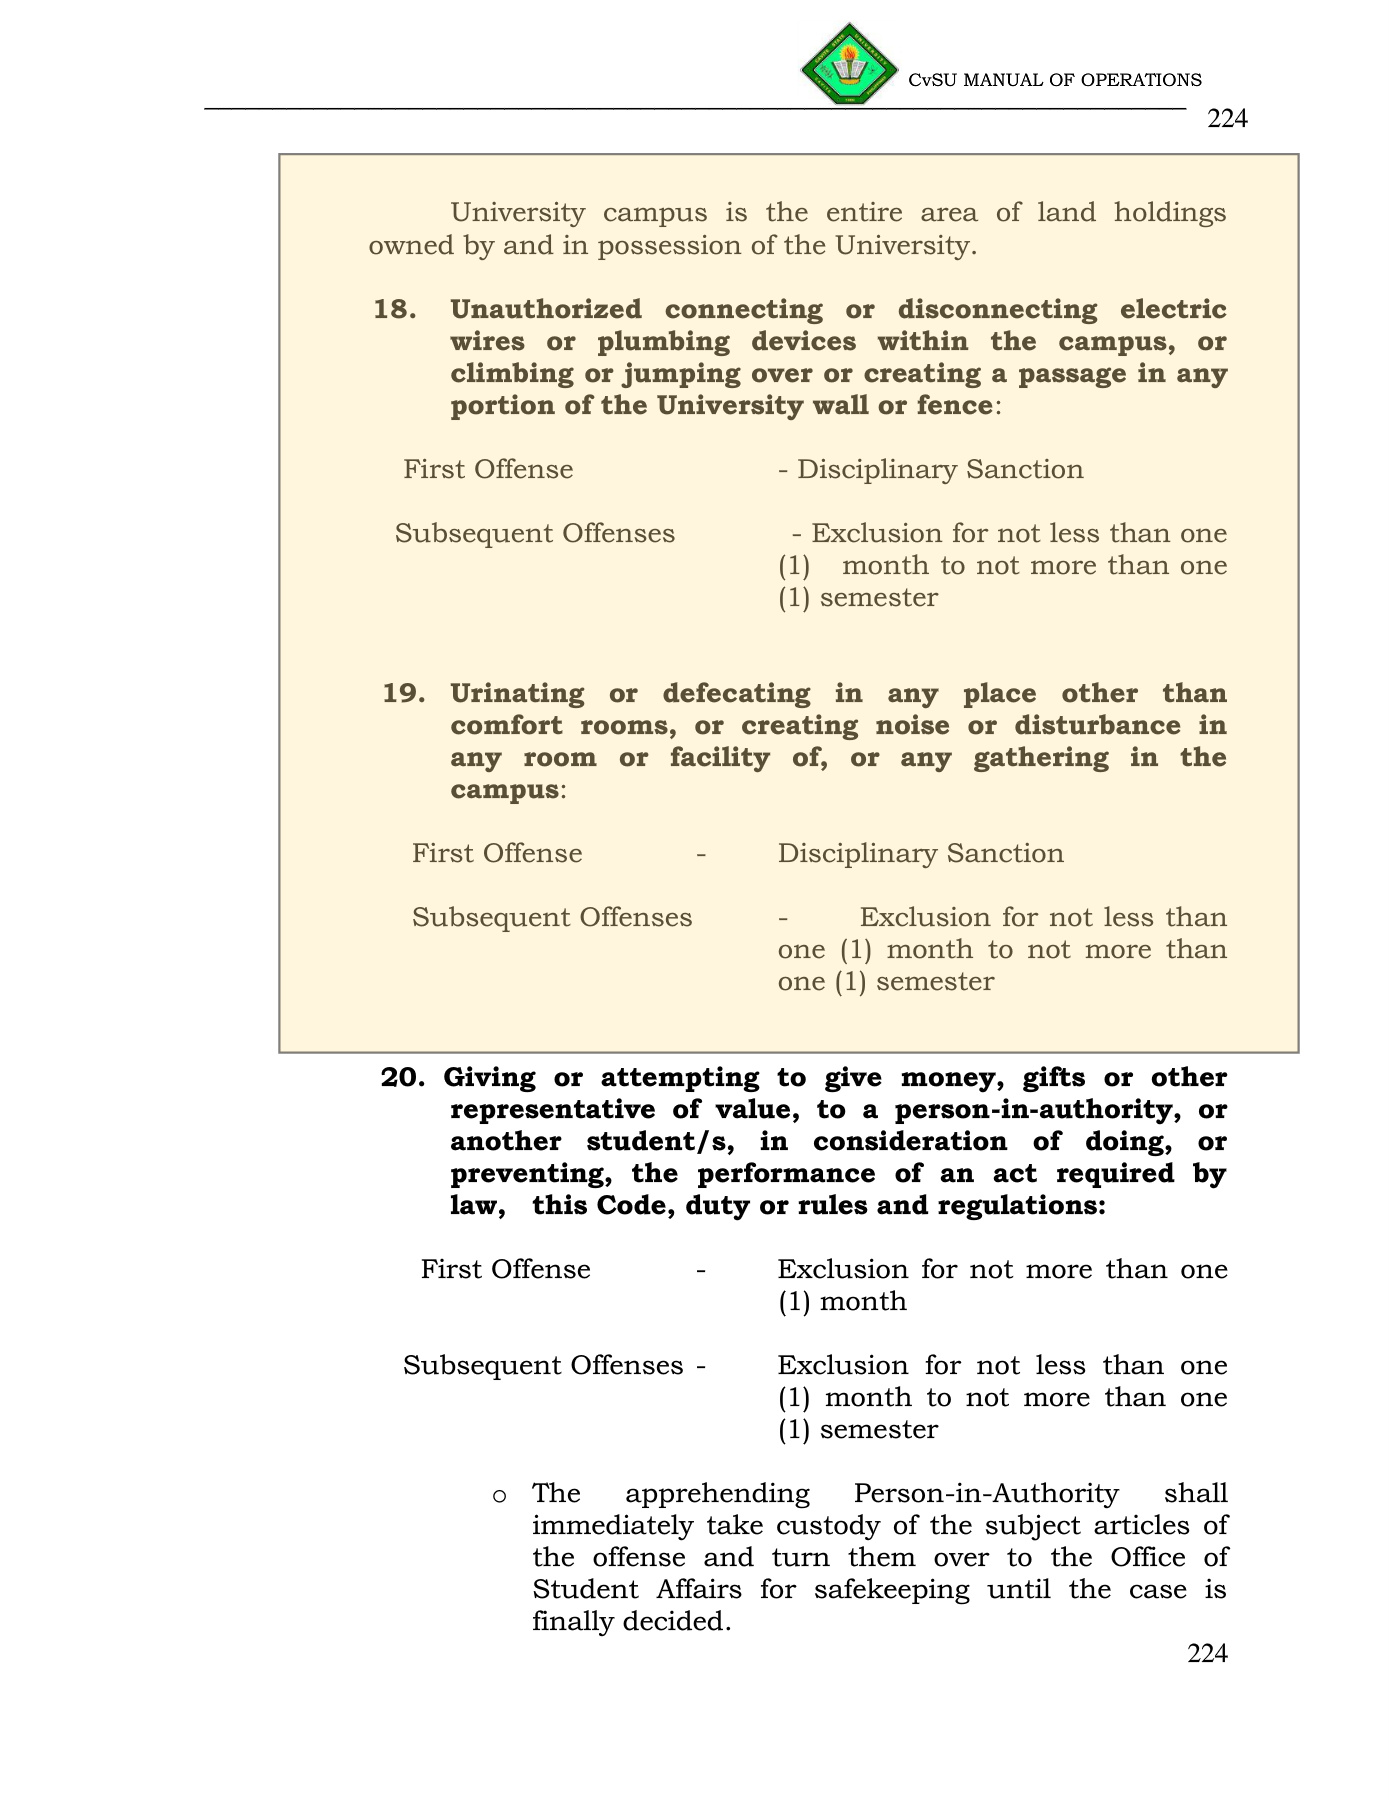 CvSU MANUAL OF OPERATIONS
224
University campus is the entire area of land holdings
owned by and in possession of the University.
18. Unauthorized connecting or disconnecting electric
wires or plumbing devices within the campus, or
climbing or jumping over or creating a passage in any
portion of the University wall or fence:
First Offense - Disciplinary Sanction
Subsequent Offenses - Exclusion for not less than one
(1) month to not more than one
(1) semester
19. Urinating or defecating in any place other than
comfort rooms, or creating noise or disturbance in
any room or facility of, or any gathering in the
campus:
First Offense - Disciplinary Sanction
Subsequent Offenses - Exclusion for not less than
one (1) month to not more than
one (1) semester
20. Giving or attempting to give money, gifts or other
representative of value, to a person-in-authority, or
another student/s, in consideration of doing, or
preventing, the performance of an act required by
law, this Code, duty or rules and regulations:
First Offense - Exclusion for not more than one
(1) month
Subsequent Offenses - Exclusion for not less than one
(1) month to not more than one
(1) semester
o The apprehending Person-in-Authority shall
immediately take custody of the subject articles of
the offense and turn them over to the Office of
Student Affairs for safekeeping until the case is
finally decided.
224